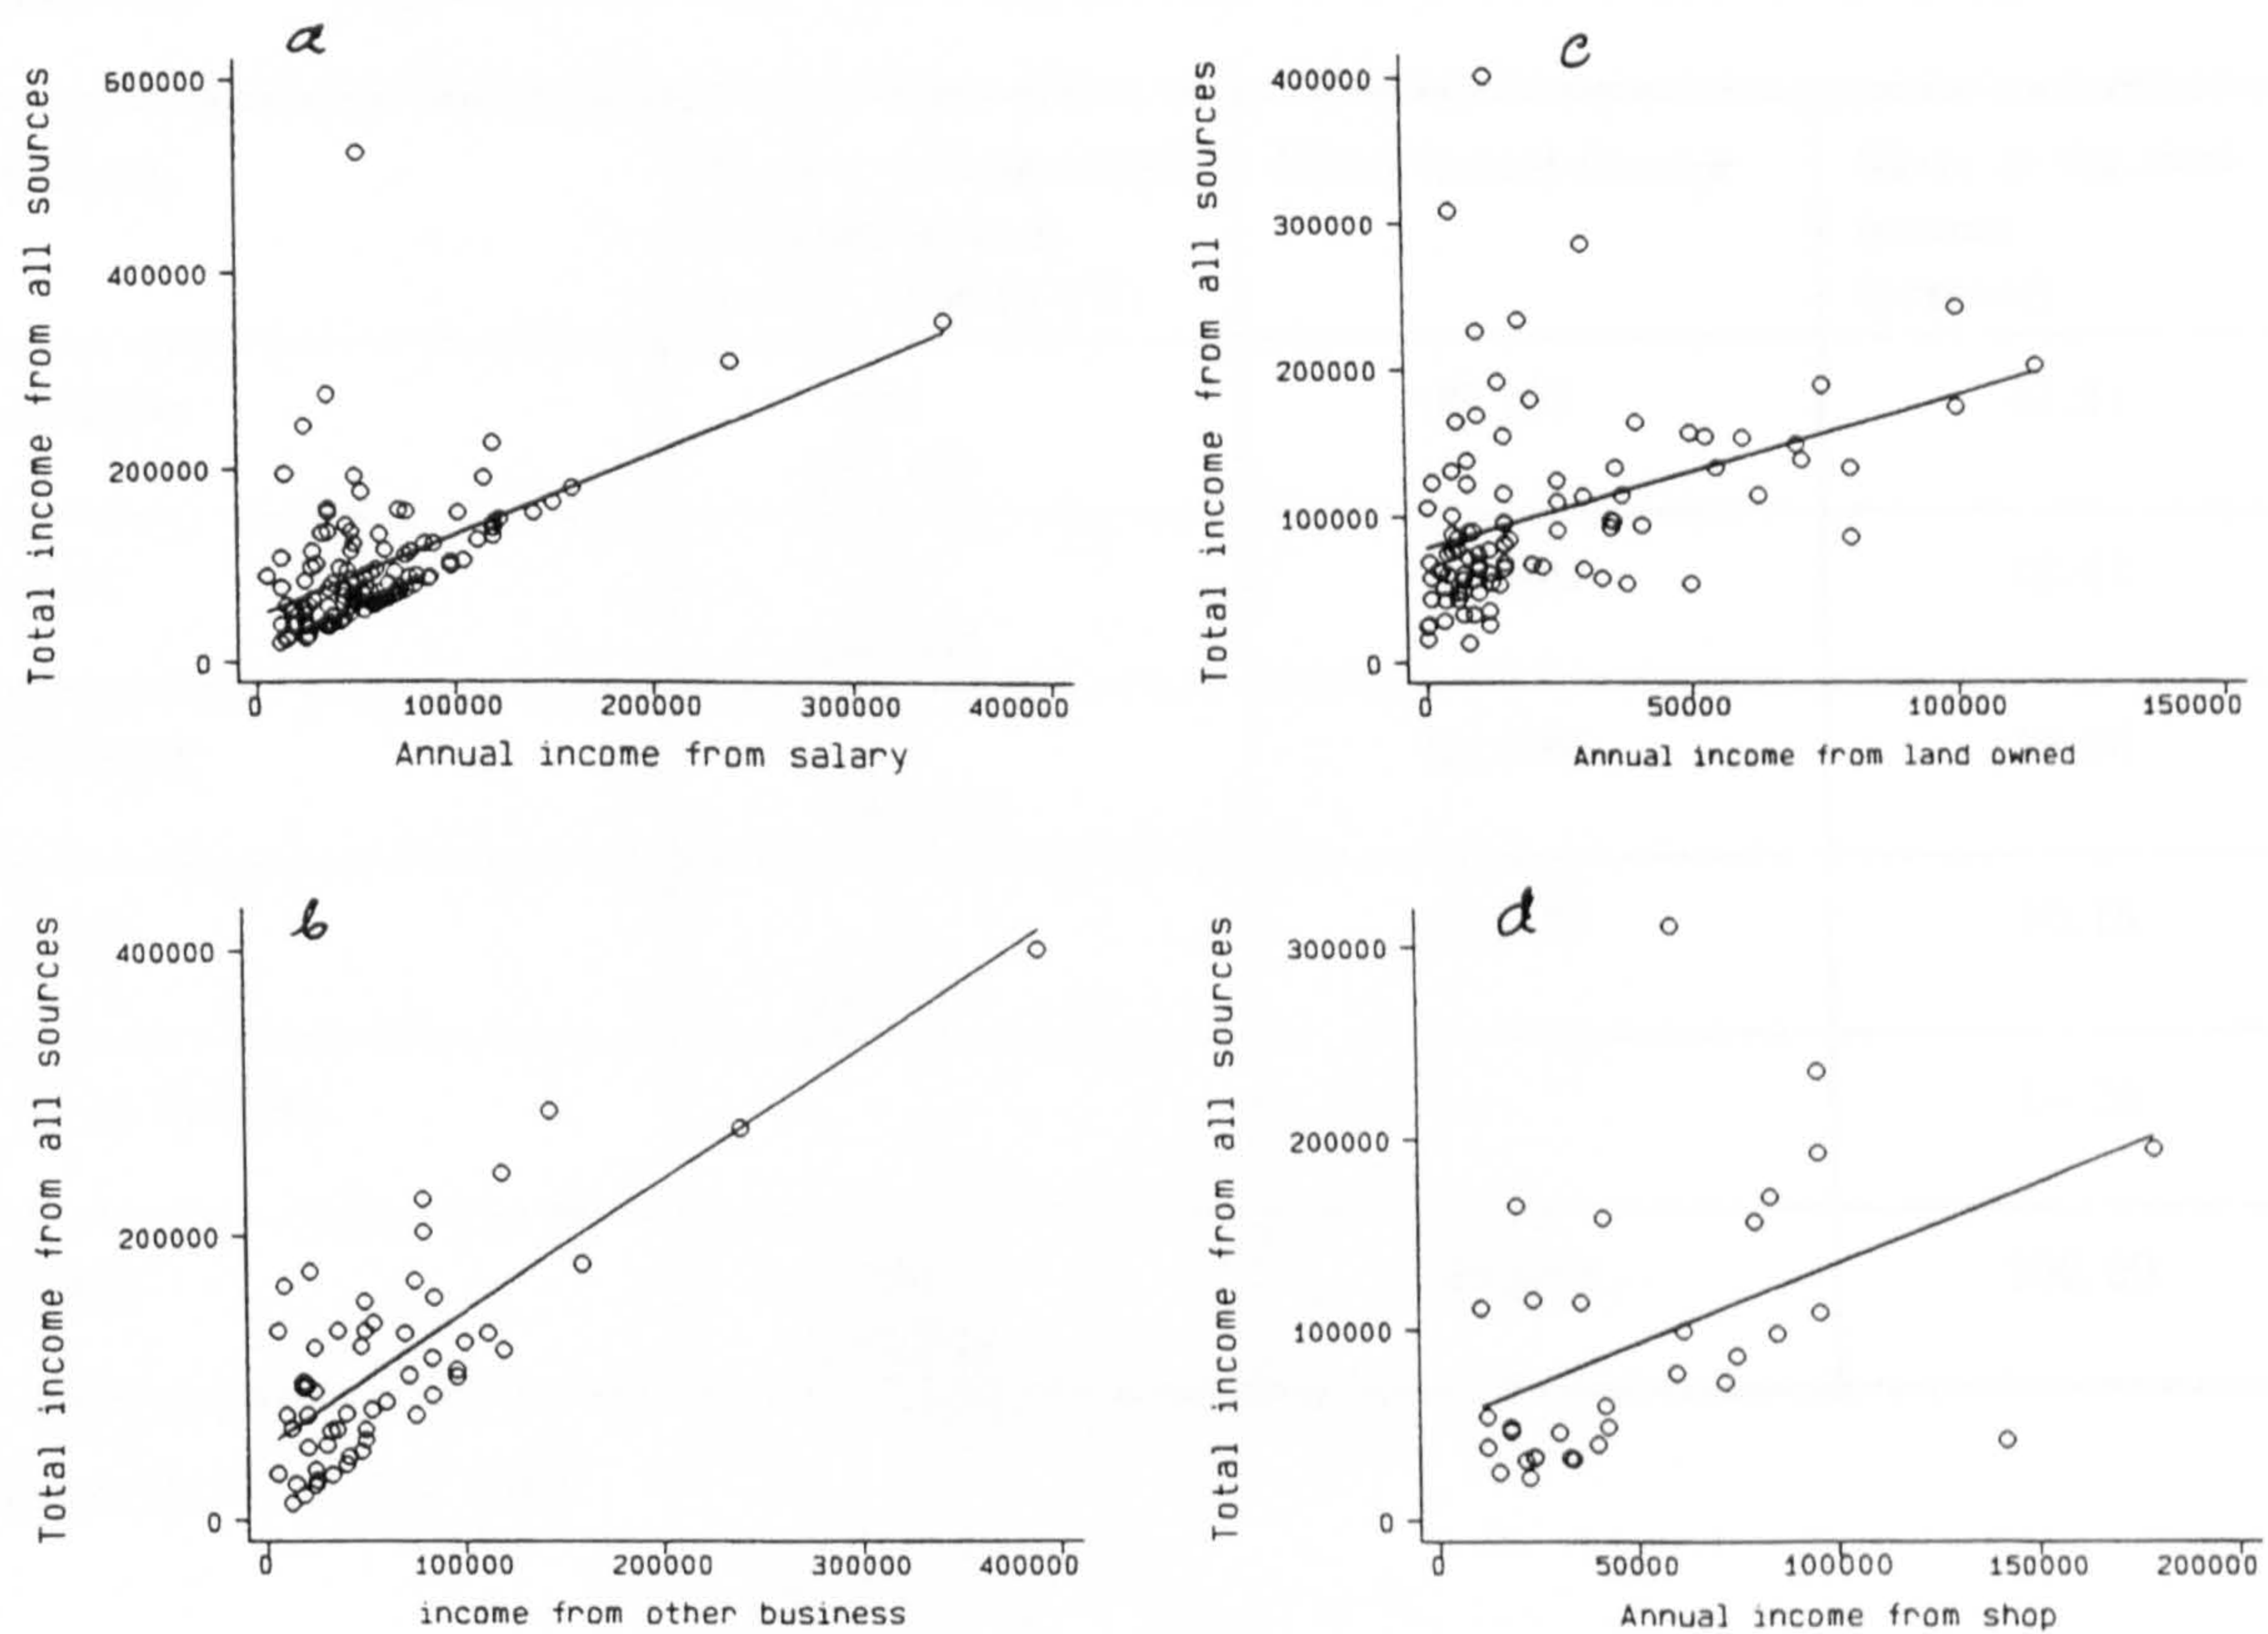 a
Total income from all sources
600000
400000
200000
0
0 100000 200000 300000 400000
Annual income from salary
c
Total income from all sources
400000
300000
200000
100000
0
0 50000 100000 150000
Annual income from land owned
b
Total income from all sources
400000
200000
0
0 100000 200000 300000 400000
income from other business
d
Total income from all sources
300000
200000
100000
0
0 50000 100000 150000 200000
Annual income from shop